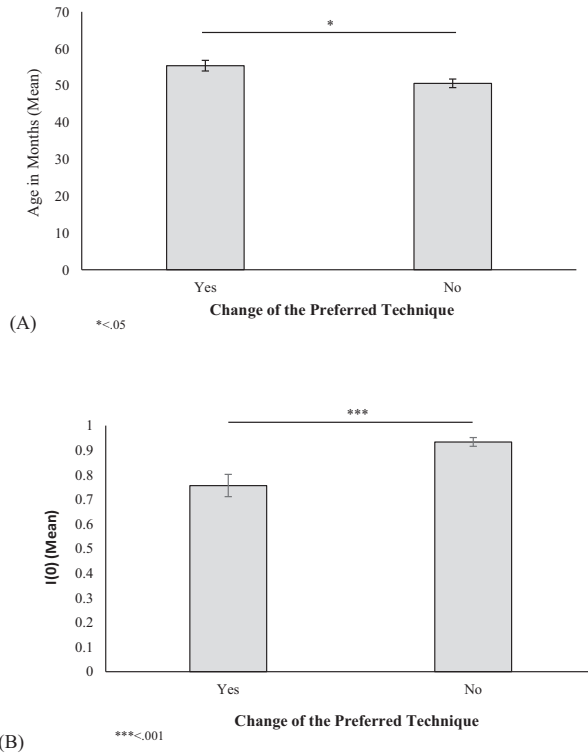 70
*
60
50
40
30
20
10
0
Age in Months (Mean)
Yes No
Change of the Preferred Technique
(A) *<.05
1
***
0.9
0.8
0.7
0.6
0.5
0.4
0.3
0.2
0.1
0
I(0) (Mean)
Yes No
Change of the Preferred Technique
(B) ***<.001